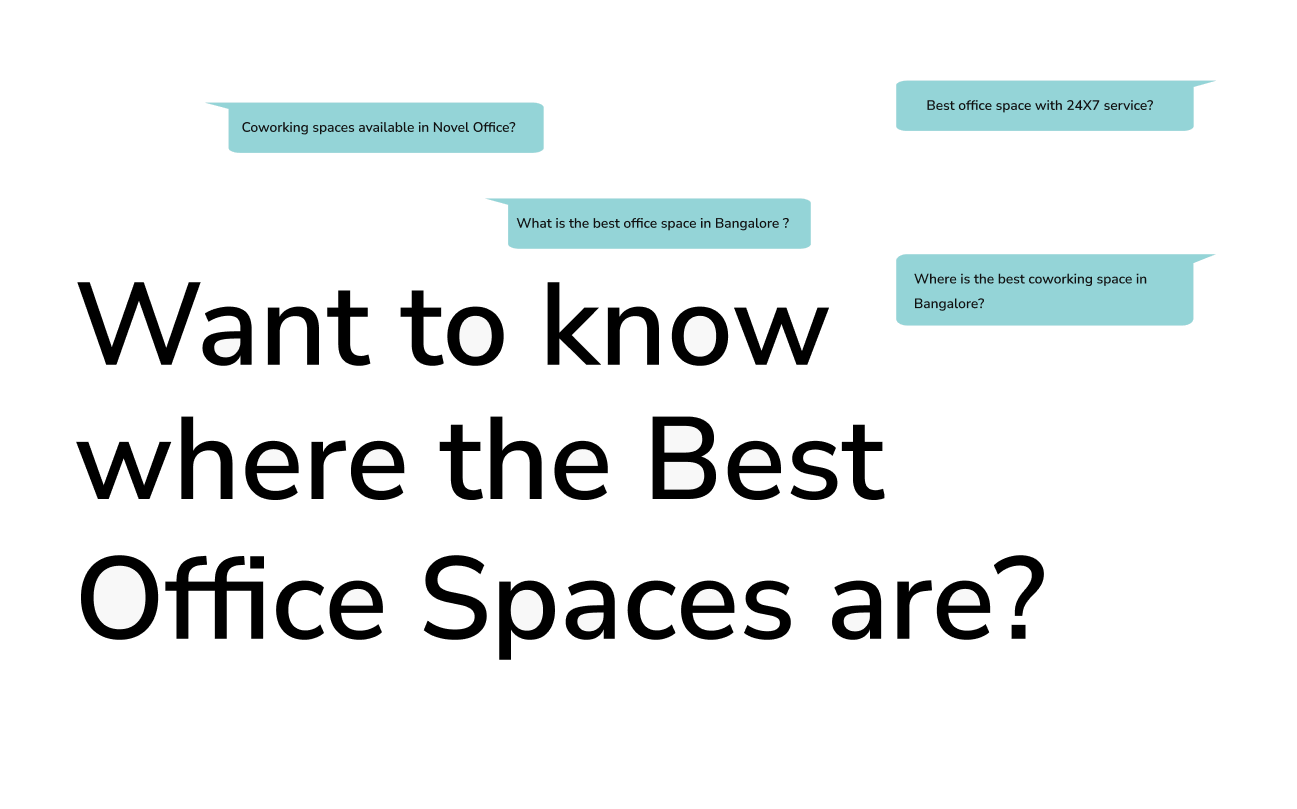 Best office space with 24X7 service?
Coworking spaces available in Novel Office?
What is the best office space in Bangalore ?
Where is the best coworking space in
Bangalore?
Want to know
where the Best
Office Spaces are?